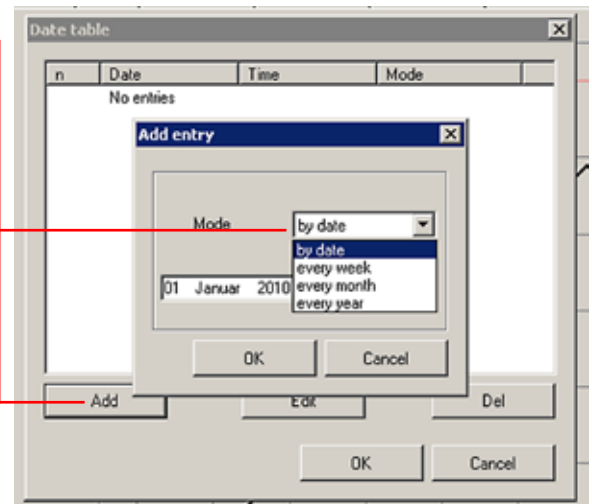 Date table
n Date Time Mode
No entries
Add entry
Mode by date
by date
every week
01 Januar 2010 every month
every year
OK Cancel
Add Edit Del
OK Cancel